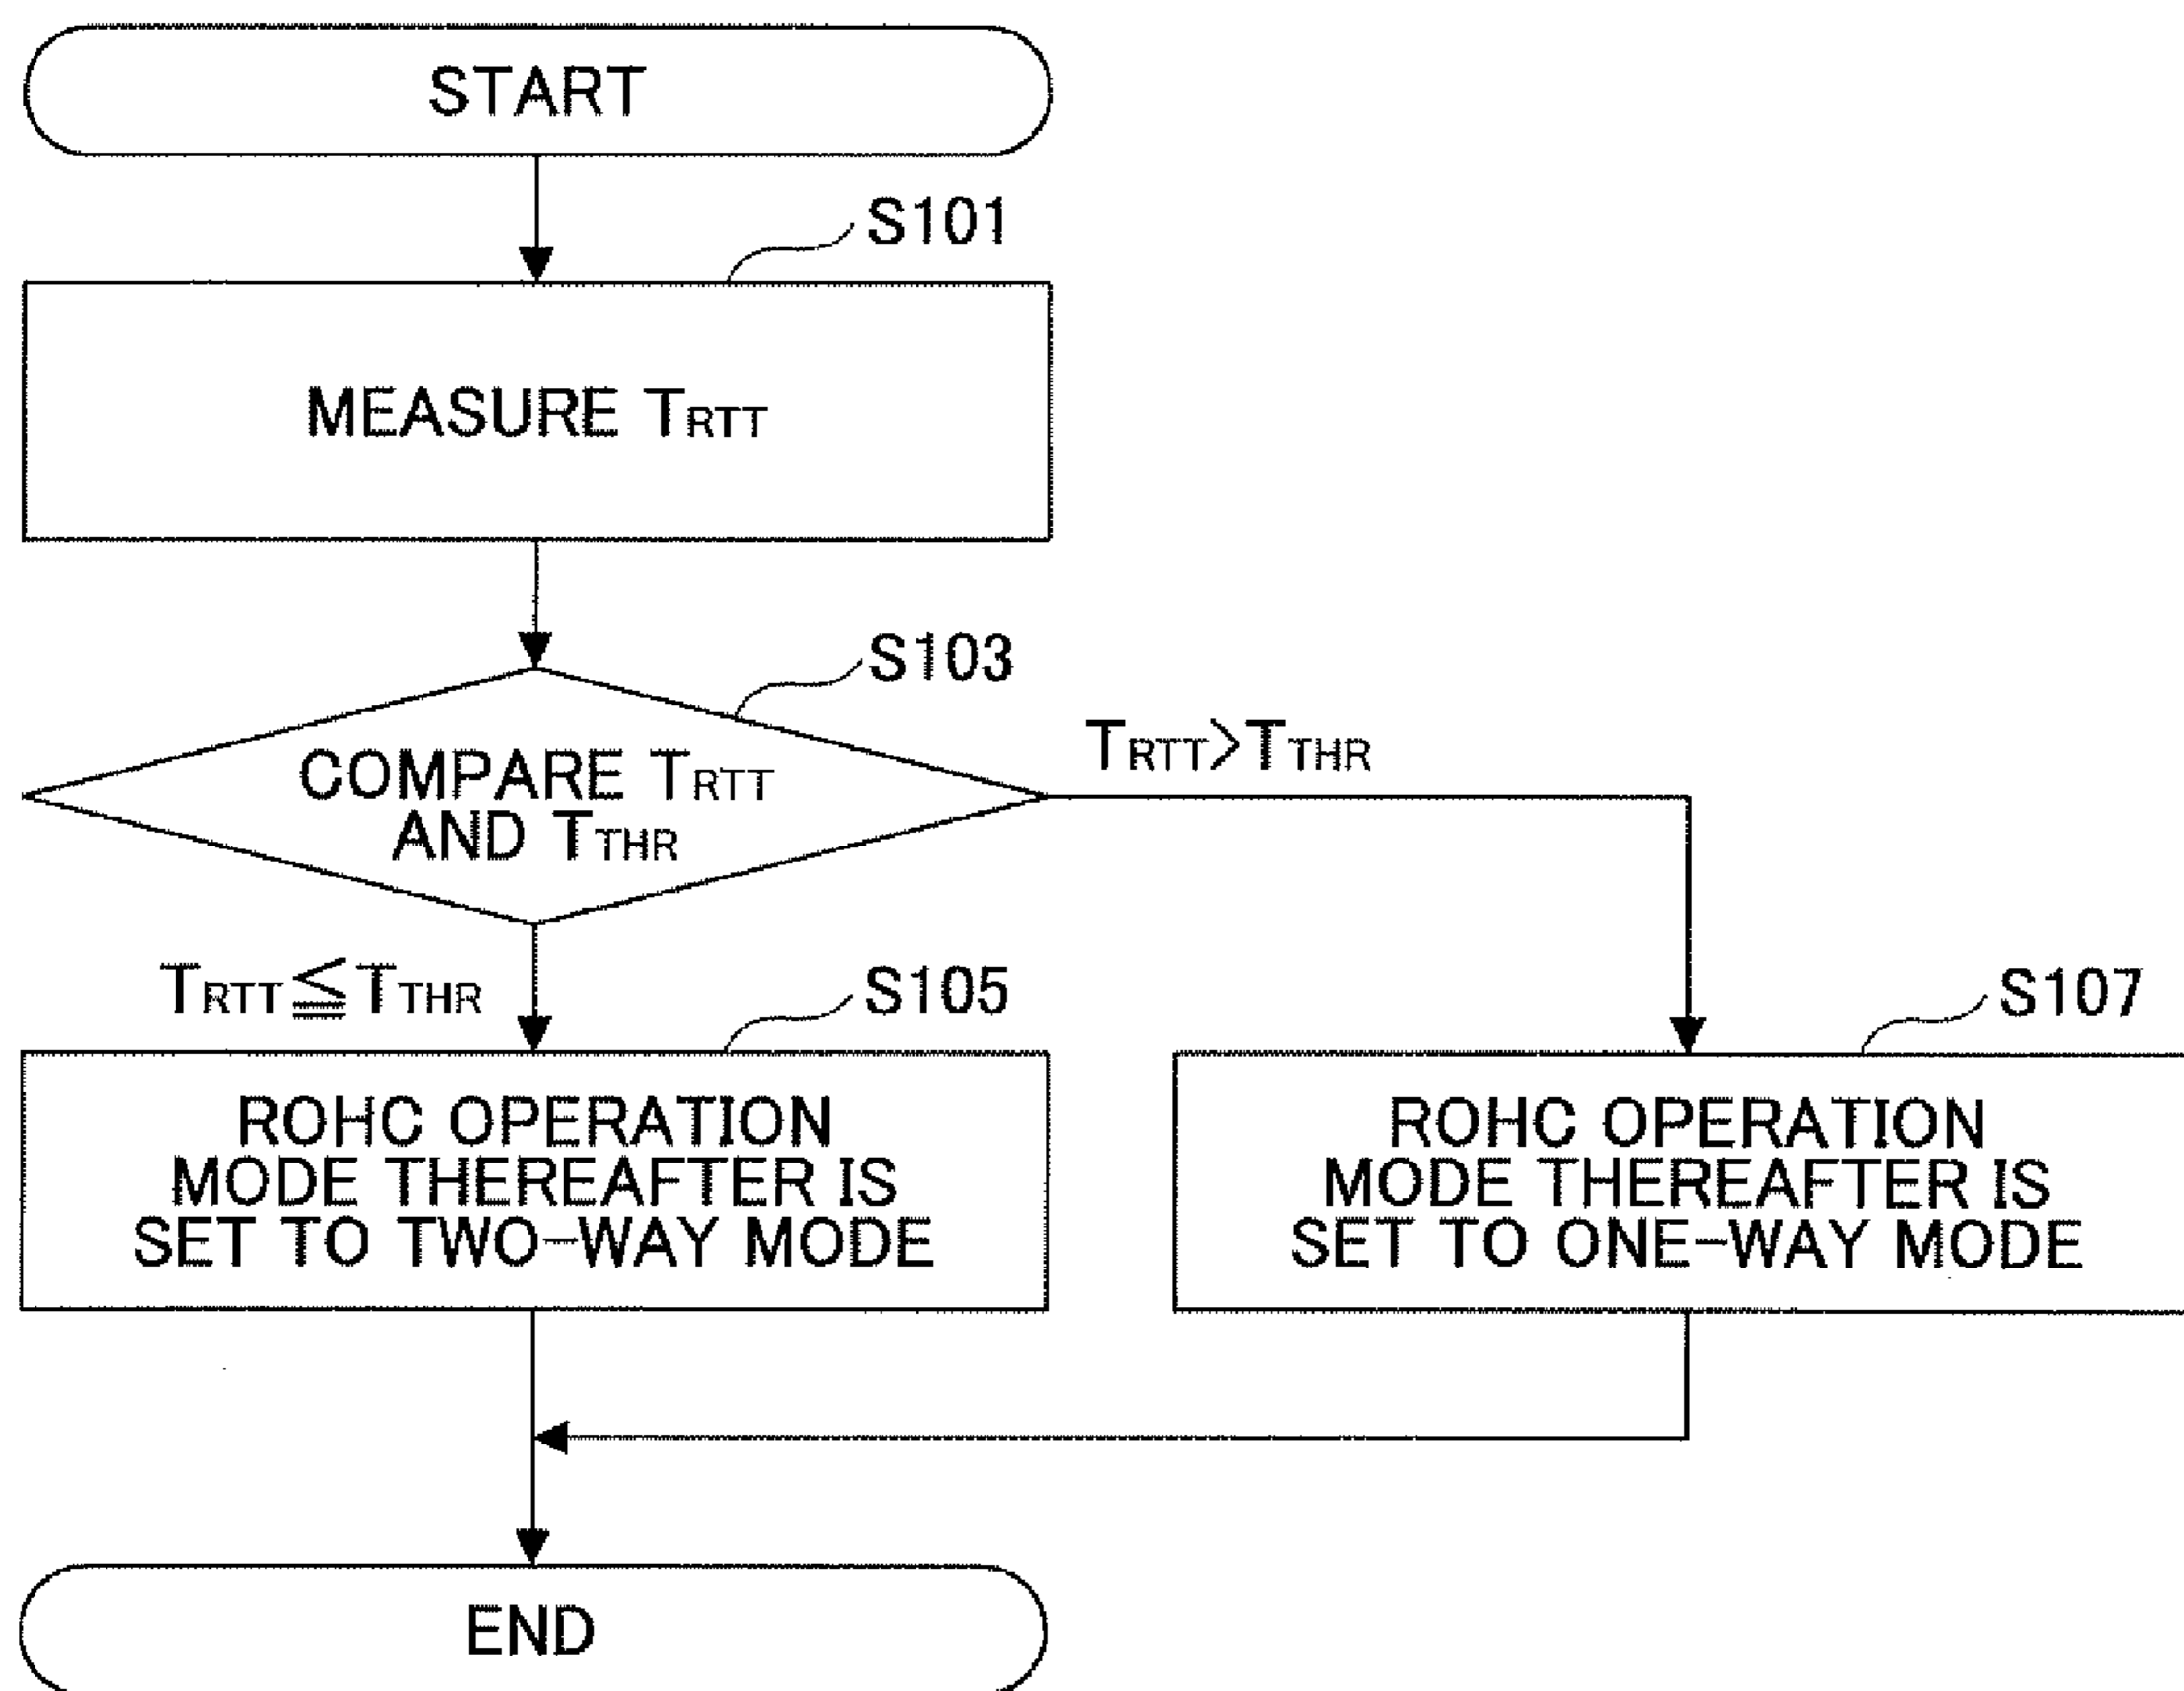 START
S101
MEASURE TRTT
S103
COMPARE TRTT
AND TTHR
TRTT>TTHR
TRTT≦TTHR
S105
ROHC OPERATION
MODE THEREAFTER IS
SET TO TWO-WAY MODE
S107
ROHC OPERATION
MODE THEREAFTER IS
SET TO ONE-WAY MODE
END